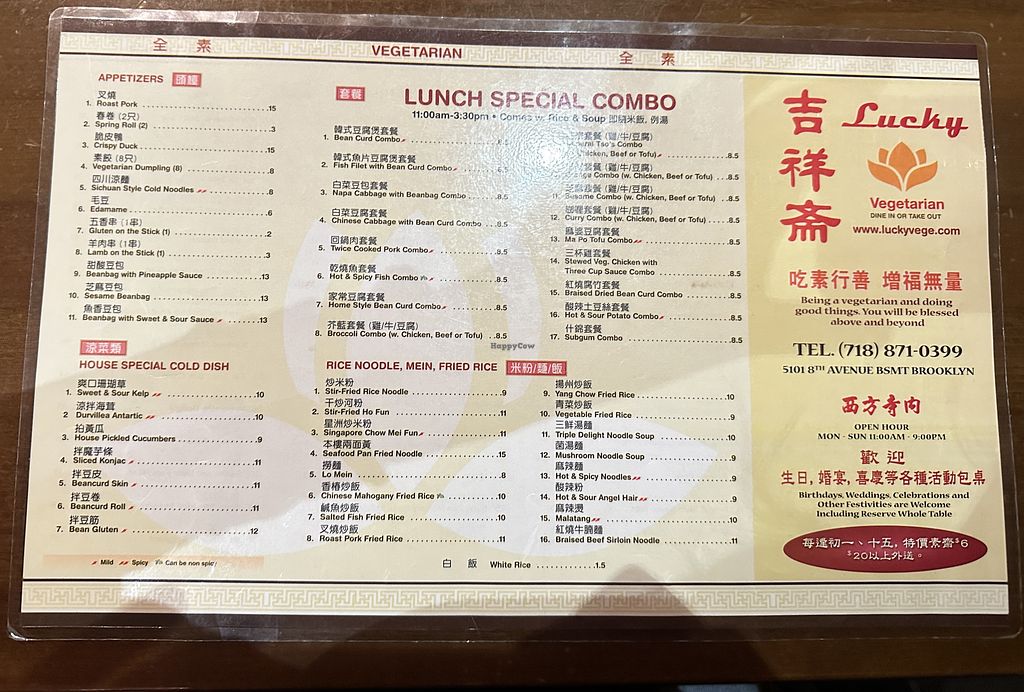 全 素
VEGETARIAN
全 素
APPETIZERS 頭檯
叉燒
1. Roast Pork .15
春卷 (2只)
2. Spring Roll (2) .3
脆皮鴨
3. Crispy Duck .15
素餃 (8只)
4. Vegetarian Dumpling (8) .8
四川涼麵
5. Sichuan Style Cold Noodles .8
毛豆
6. Edamame .6
五香串 (1串)
7. Gluten on the Stick (1) .2
羊肉串 (1串)
8. Lamb on the Stick (1) .3
甜酸豆包
9. Beanbag with Pineapple Sauce .13
芝麻豆包
10. Sesame Beanbag .13
魚香豆包
11. Beanbag with Sweet & Sour Sauce .13
涼菜類
HOUSE SPECIAL COLD DISH
爽口珊瑚草
1. Sweet & Sour Kelp .10
涼拌海茸
2. Durvillea Antartic .10
拍黃瓜
3. House Pickled Cucumbers .9
拌魔芋條
4. Sliced Konjac .11
拌豆皮
5. Beancurd Skin .11
拌豆卷
6. Beancurd Roll .11
拌豆筋
7. Bean Gluten .12
Mild Spicy Can be non spicy
套餐
LUNCH SPECIAL COMBO
11:00am-3:30pm • Combo w. Rice & Soup 即送米飯, 例湯
韓式豆腐煲套餐
1. Bean Curd Combo 8.5
韓式魚片豆腐煲套餐
2. Fish Filet with Bean Curd Combo 8.5
白菜豆包套餐
3. Napa Cabbage with Beanbag Combo .8.5
白菜豆腐套餐
4. Chinese Cabbage with Bean Curd Combo .8.5
回鍋肉套餐
5. Twice Cooked Pork Combo .8.5
乾燒魚套餐
6. Hot & Spicy Fish Combo .8.5
家常豆腐套餐
7. Home Style Bean Curd Combo .8.5
芥藍套餐 (雞/牛/豆腐)
8. Broccoli Combo (w. Chicken, Beef or Tofu) .8.5
套餐 (雞/牛/豆腐)
Tso's Combo
Chicken, Beef or Tofu) .8.5
套餐 (雞/牛/豆腐)
Combo (w. Chicken, Beef or Tofu) .8.5
芝麻套餐 (雞/牛/豆腐)
11. Sesame Combo (w. Chicken, Beef or Tofu) .8.5
咖喱套餐 (雞/牛/豆腐)
12. Curry Combo (w. Chicken, Beef or Tofu) .8.5
麻婆豆腐套餐
13. Ma Po Tofu Combo .8.5
三杯雞套餐
14. Stewed Veg. Chicken with
Three Cup Sauce Combo .8.5
紅燒腐竹套餐
15. Braised Dried Bean Curd Combo .8.5
酸辣土豆絲套餐
16. Hot & Sour Potato Combo .8.5
什錦套餐
17. Subgum Combo .8.5
HappyCow
RICE NOODLE, MEIN, FRIED RICE 米粉/麵/飯
炒米粉
1. Stir-Fried Rice Noodle .9
干炒河粉
2. Stir-Fried Ho Fun .11
星洲炒米粉
3. Singapore Chow Mei Fun .11
本樓兩面黃
4. Seafood Pan Fried Noodle .15
撈麵
5. Lo Mein .8
香椿炒飯
6. Chinese Mahogany Fried Rice .10
鹹魚炒飯
7. Salted Fish Fried Rice .10
叉燒炒飯
8. Roast Pork Fried Rice .11
揚州炒飯
9. Yang Chow Fried Rice .10
青菜炒飯
10. Vegetable Fried Rice .9
三鮮湯麵
11. Triple Delight Noodle Soup .10
菌湯麵
12. Mushroom Noodle Soup .9
麻辣麵
13. Hot & Spicy Noodles .9
酸辣粉
14. Hot & Sour Angel Hair .9
麻辣燙
15. Malatang .10
紅燒牛腩麵
16. Braised Beef Sirloin Noodle .11
白 飯 White Rice .1.5
吉祥斋
Lucky
Vegetarian
DINE IN OR TAKE OUT
www.luckyvege.com
吃素行善 增福無量
Being a vegetarian and doing
good things. You will be blessed
above and beyond
TEL. (718) 871-0399
5101 8TH AVENUE BSMT BROOKLYN
西方寺内
OPEN HOUR
MON - SUN 11:00AM - 9:00PM
歡 迎
生日, 婚宴, 喜慶等各種活動包桌
Birthdays, Weddings, Celebrations and
Other Festivities are Welcome
Including Reserve Whole Table
每逢初一、十五, 特價素齋$6
$20以上外送。